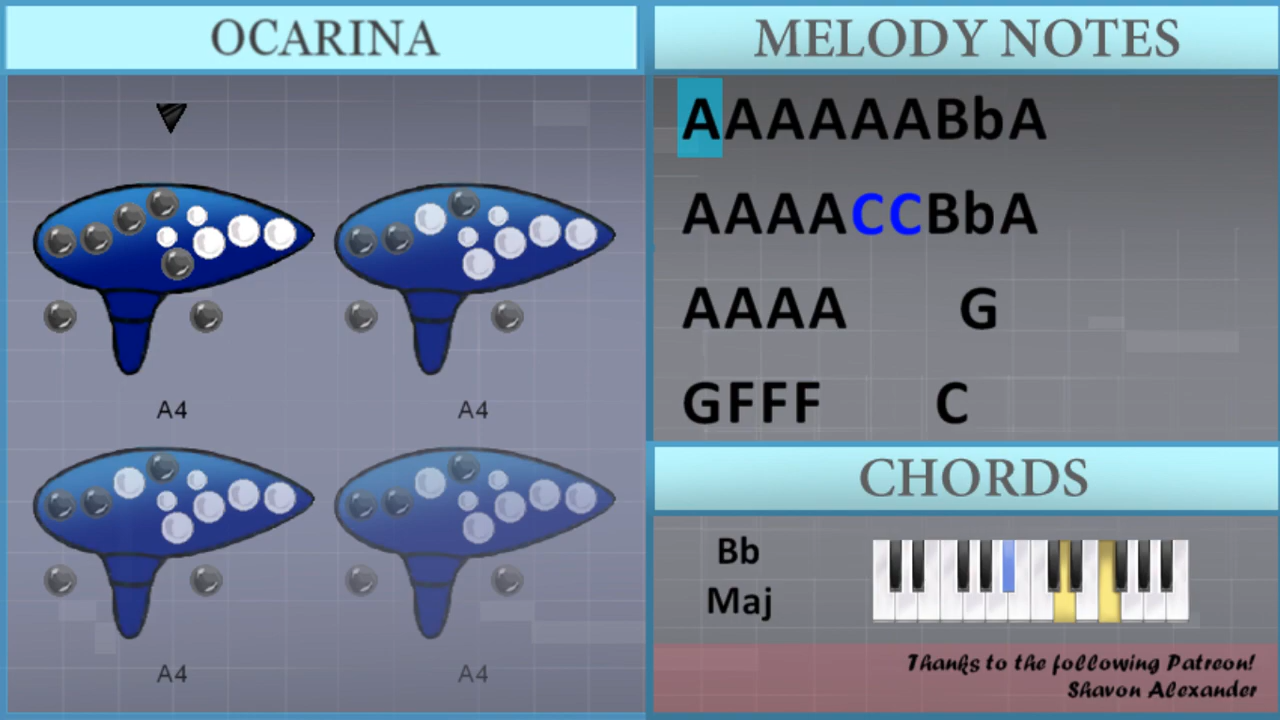 OCARINA
A4 A4
A4 A4
MELODY NOTES
AAAAAABbA
AAAACCBbA
AAAA G
GFFF C
CHORDS
Bb
Maj
Thanks to the following Patreon!
Shavon Alexander